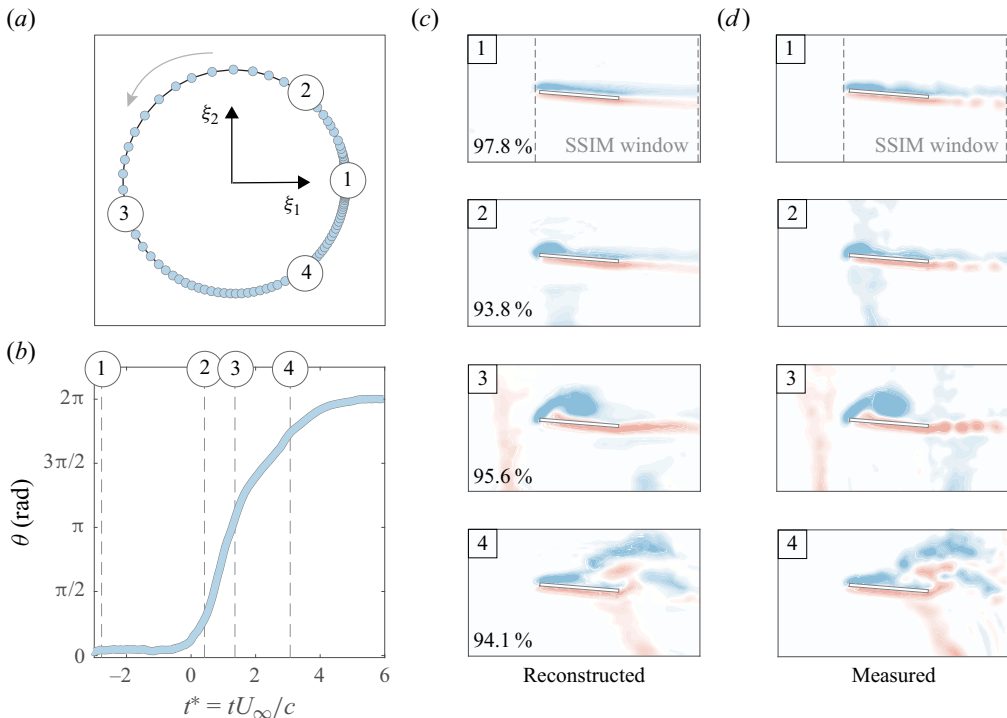 (a)
2
ξ2
1
ξ1
3
4
(b)
1
2
3
4
2π
3π/2
π
π/2
0
θ (rad)
−2
0
2
4
6
t* = tU∞/c
(c)
1
97.8 %
SSIM window
2
93.8 %
3
95.6 %
4
94.1 %
Reconstructed
(d)
1
SSIM window
2
3
4
Measured